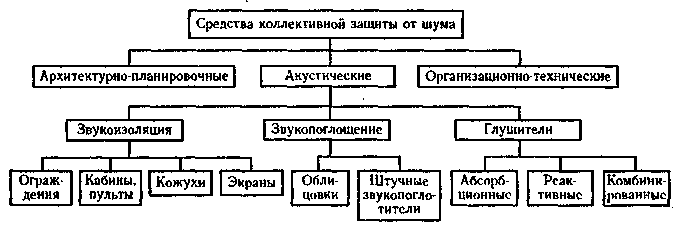 Средства коллективной защиты от шума
Архитектурно-планировочные
Акустические
Организационно-технические
Звукоизоляция
Звукопоглощение
Глушители
Ограж-
дения
Кабины,
пульты
Кожухи
Экраны
Обли-
цовки
Штучные
звукопогло-
тители
Абсорб-
ционные
Реак-
тивные
Комбини-
рованные